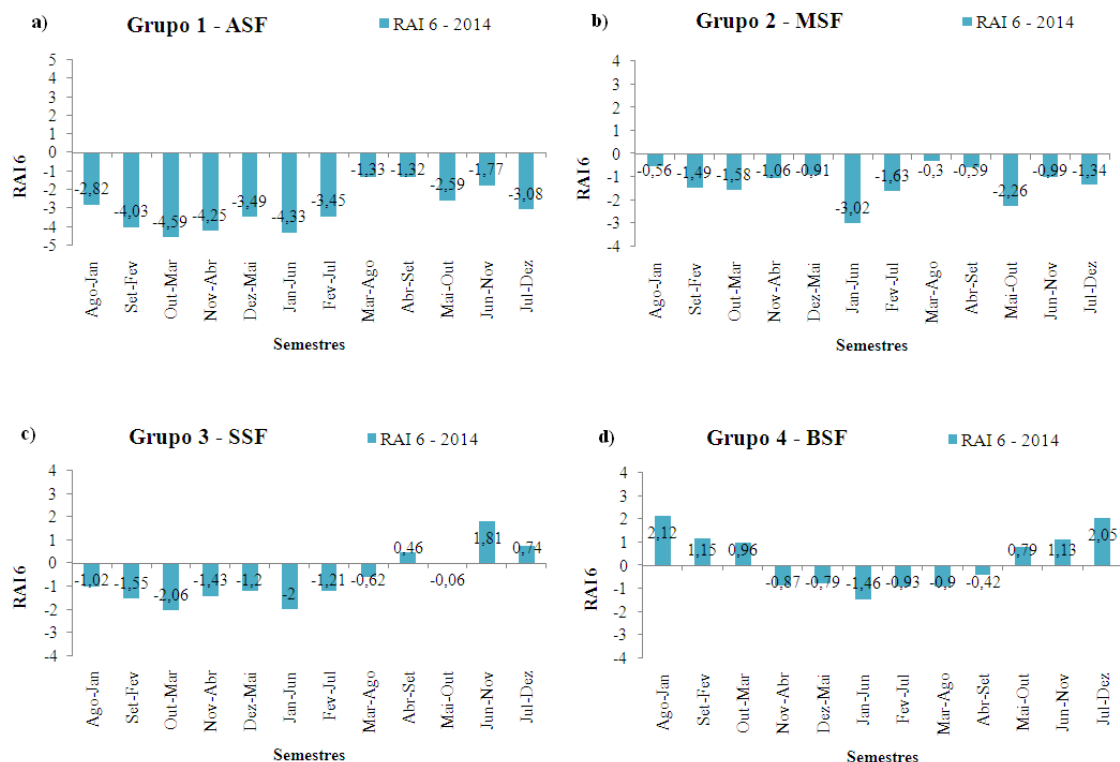 a) Grupo 1 - ASF RAI 6 - 2014
5
4
3
2
1
0
-1
-2
-3
-4
-5
RAI6
-2,82 -4,03 -4,59 -4,25 -3,49 -4,33 -3,45 -1,33 -1,32 -2,59 -1,77 -3,08
Ago-Jan Set-Fev Out-Mar Nov-Abr Dez-Mai Jan-Jun Fev-Jul Mar-Ago Abr-Set Mai-Out Jun-Nov Jul-Dez
Semestres
b) Grupo 2 - MSF RAI 6 - 2014
4
3
2
1
0
-1
-2
-3
-4
RAI6
-0,56 -1,49 -1,58 -1,06 -0,91 -3,02 -1,63 -0,3 -0,59 -2,26 -0,99 -1,34
Ago-Jan Set-Fev Out-Mar Nov-Abr Dez-Mai Jan-Jun Fev-Jul Mar-Ago Abr-Set Mai-Out Jun-Nov Jul-Dez
Semestres
c) Grupo 3 - SSF RAI 6 - 2014
4
3
2
1
0
-1
-2
-3
-4
RAI6
-1,02 -1,55 -2,06 -1,43 -1,2 -2 -1,21 -0,62 0,46 -0,06 1,81 0,74
Ago-Jan Set-Fev Out-Mar Nov-Abr Dez-Mai Jan-Jun Fev-Jul Mar-Ago Abr-Set Mai-Out Jun-Nov Jul-Dez
Semestres
d) Grupo 4 - BSF RAI 6 - 2014
4
3
2
1
0
-1
-2
-3
-4
RAI6
2,12 1,15 0,96 -0,87 -0,79 -1,46 -0,93 -0,9 -0,42 0,79 1,13 2,05
Ago-Jan Set-Fev Out-Mar Nov-Abr Dez-Mai Jan-Jun Fev-Jul Mar-Ago Abr-Set Mai-Out Jun-Nov Jul-Dez
Semestres